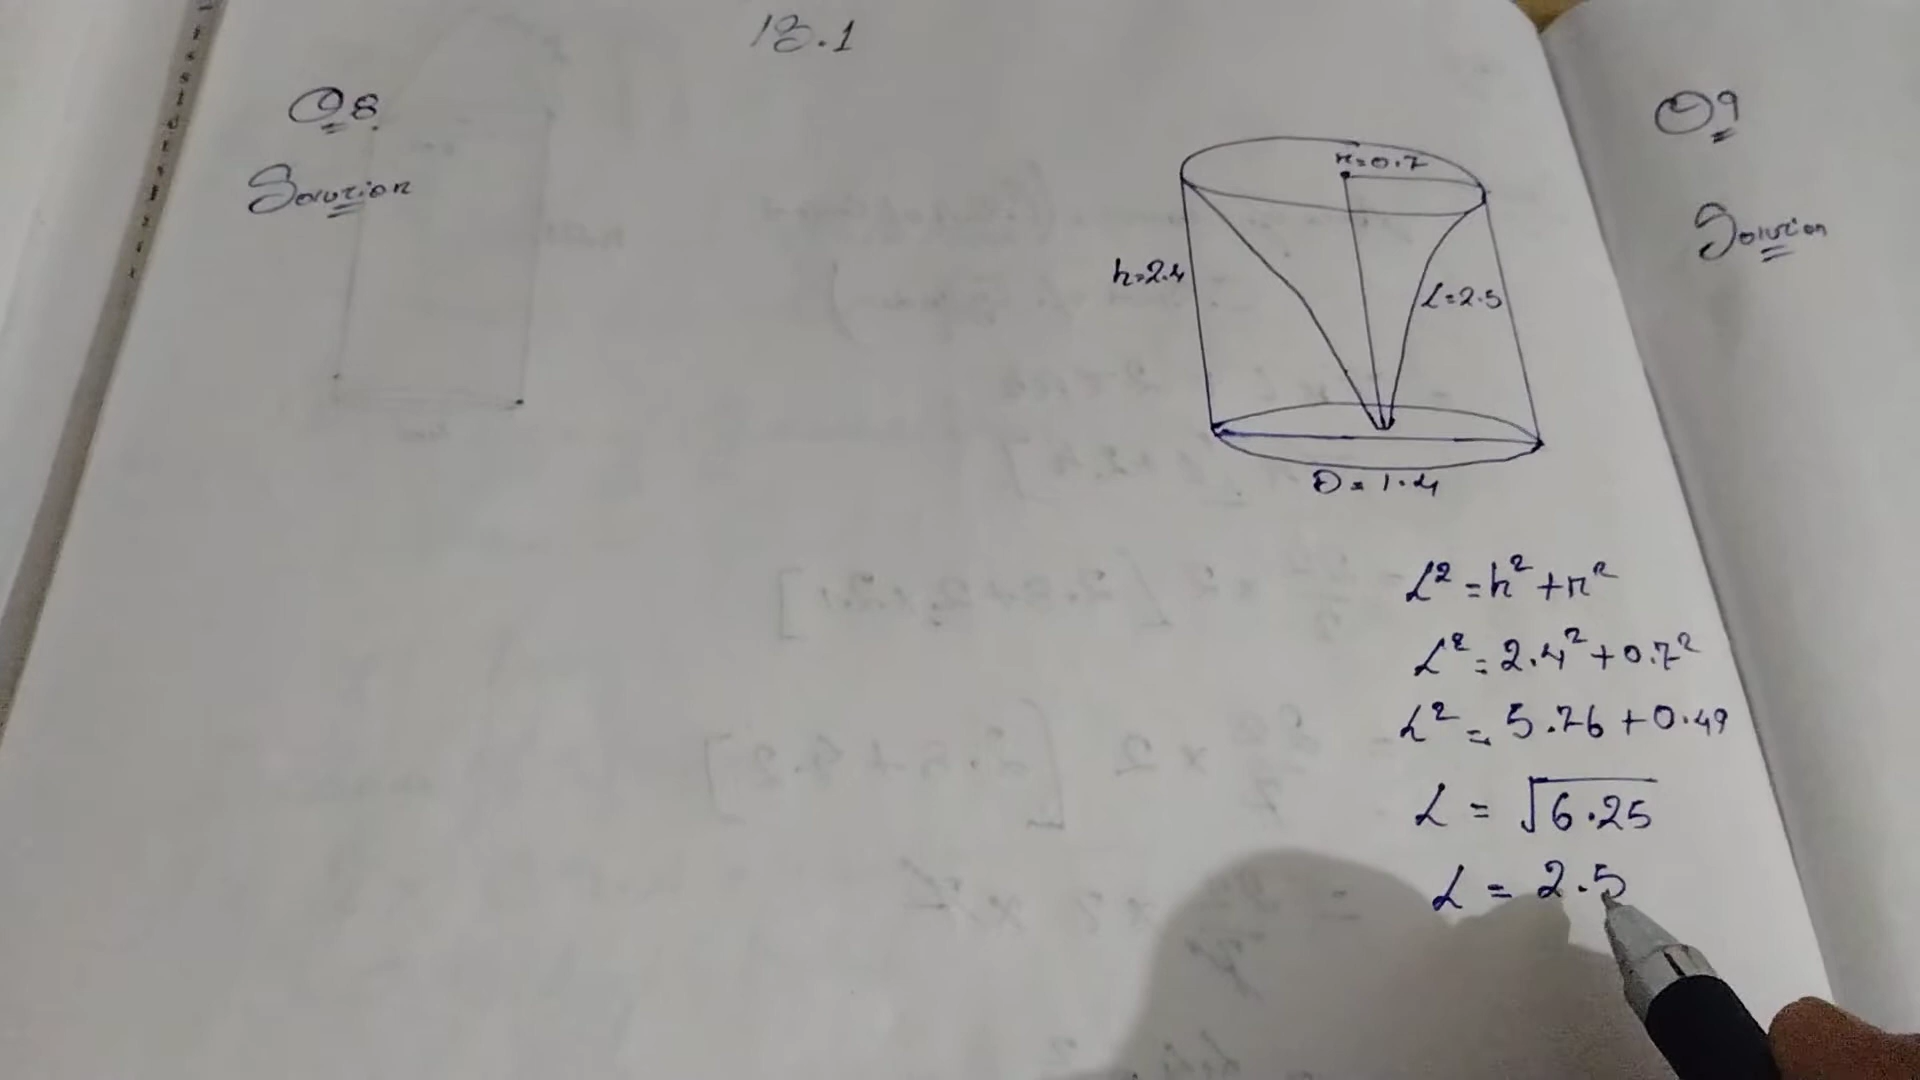 13.1
Q8.
Solution
r=0.7
h=2.4
L=2.5
D=1.4
L²=h²+r²
L²=2.4²+0.7²
L²=5.76+0.49
L=√6.25
L=2.5
Q9
Solution